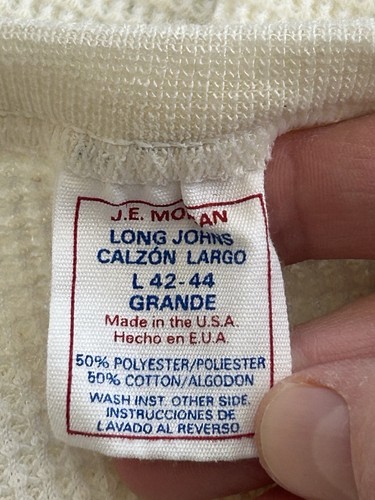 J.E. MORGAN
LONG JOHNS
CALZÓN LARGO
L 42-44
GRANDE
Made in the U.S.A.
Hecho en E.U.A.
50% POLYESTER/POLIESTER
50% COTTON/ALGODON
WASH INST. OTHER SIDE.
INSTRUCCIONES DE
LAVADO AL REVERSO